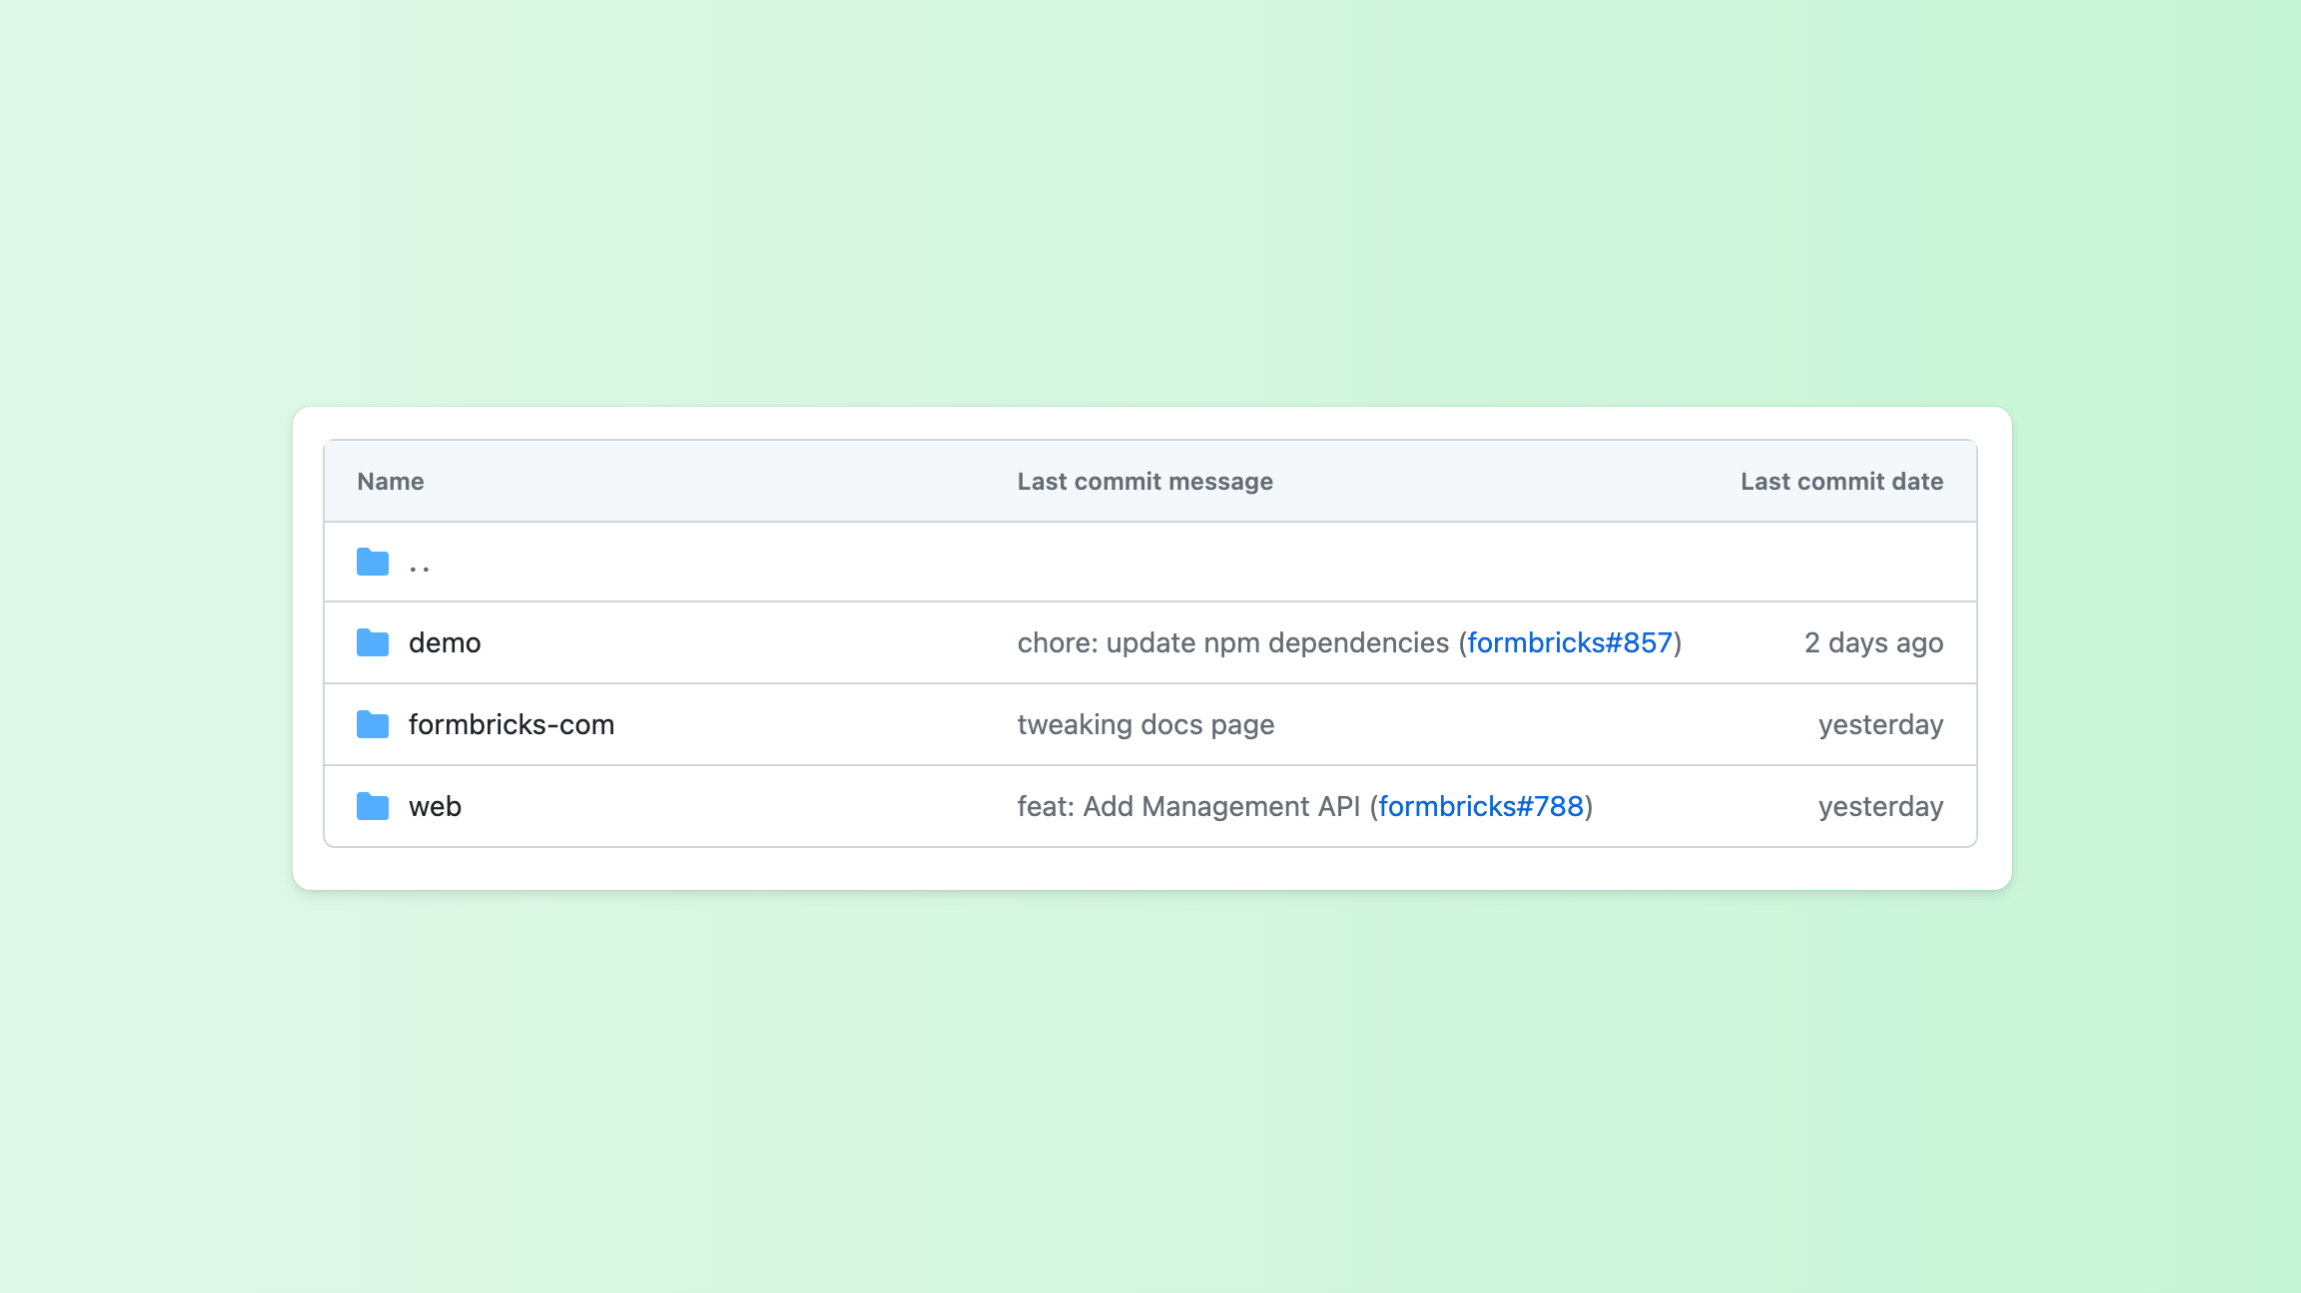 Name Last commit message Last commit date
..
demo chore: update npm dependencies (formbricks#857) 2 days ago
formbricks-com tweaking docs page yesterday
web feat: Add Management API (formbricks#788) yesterday